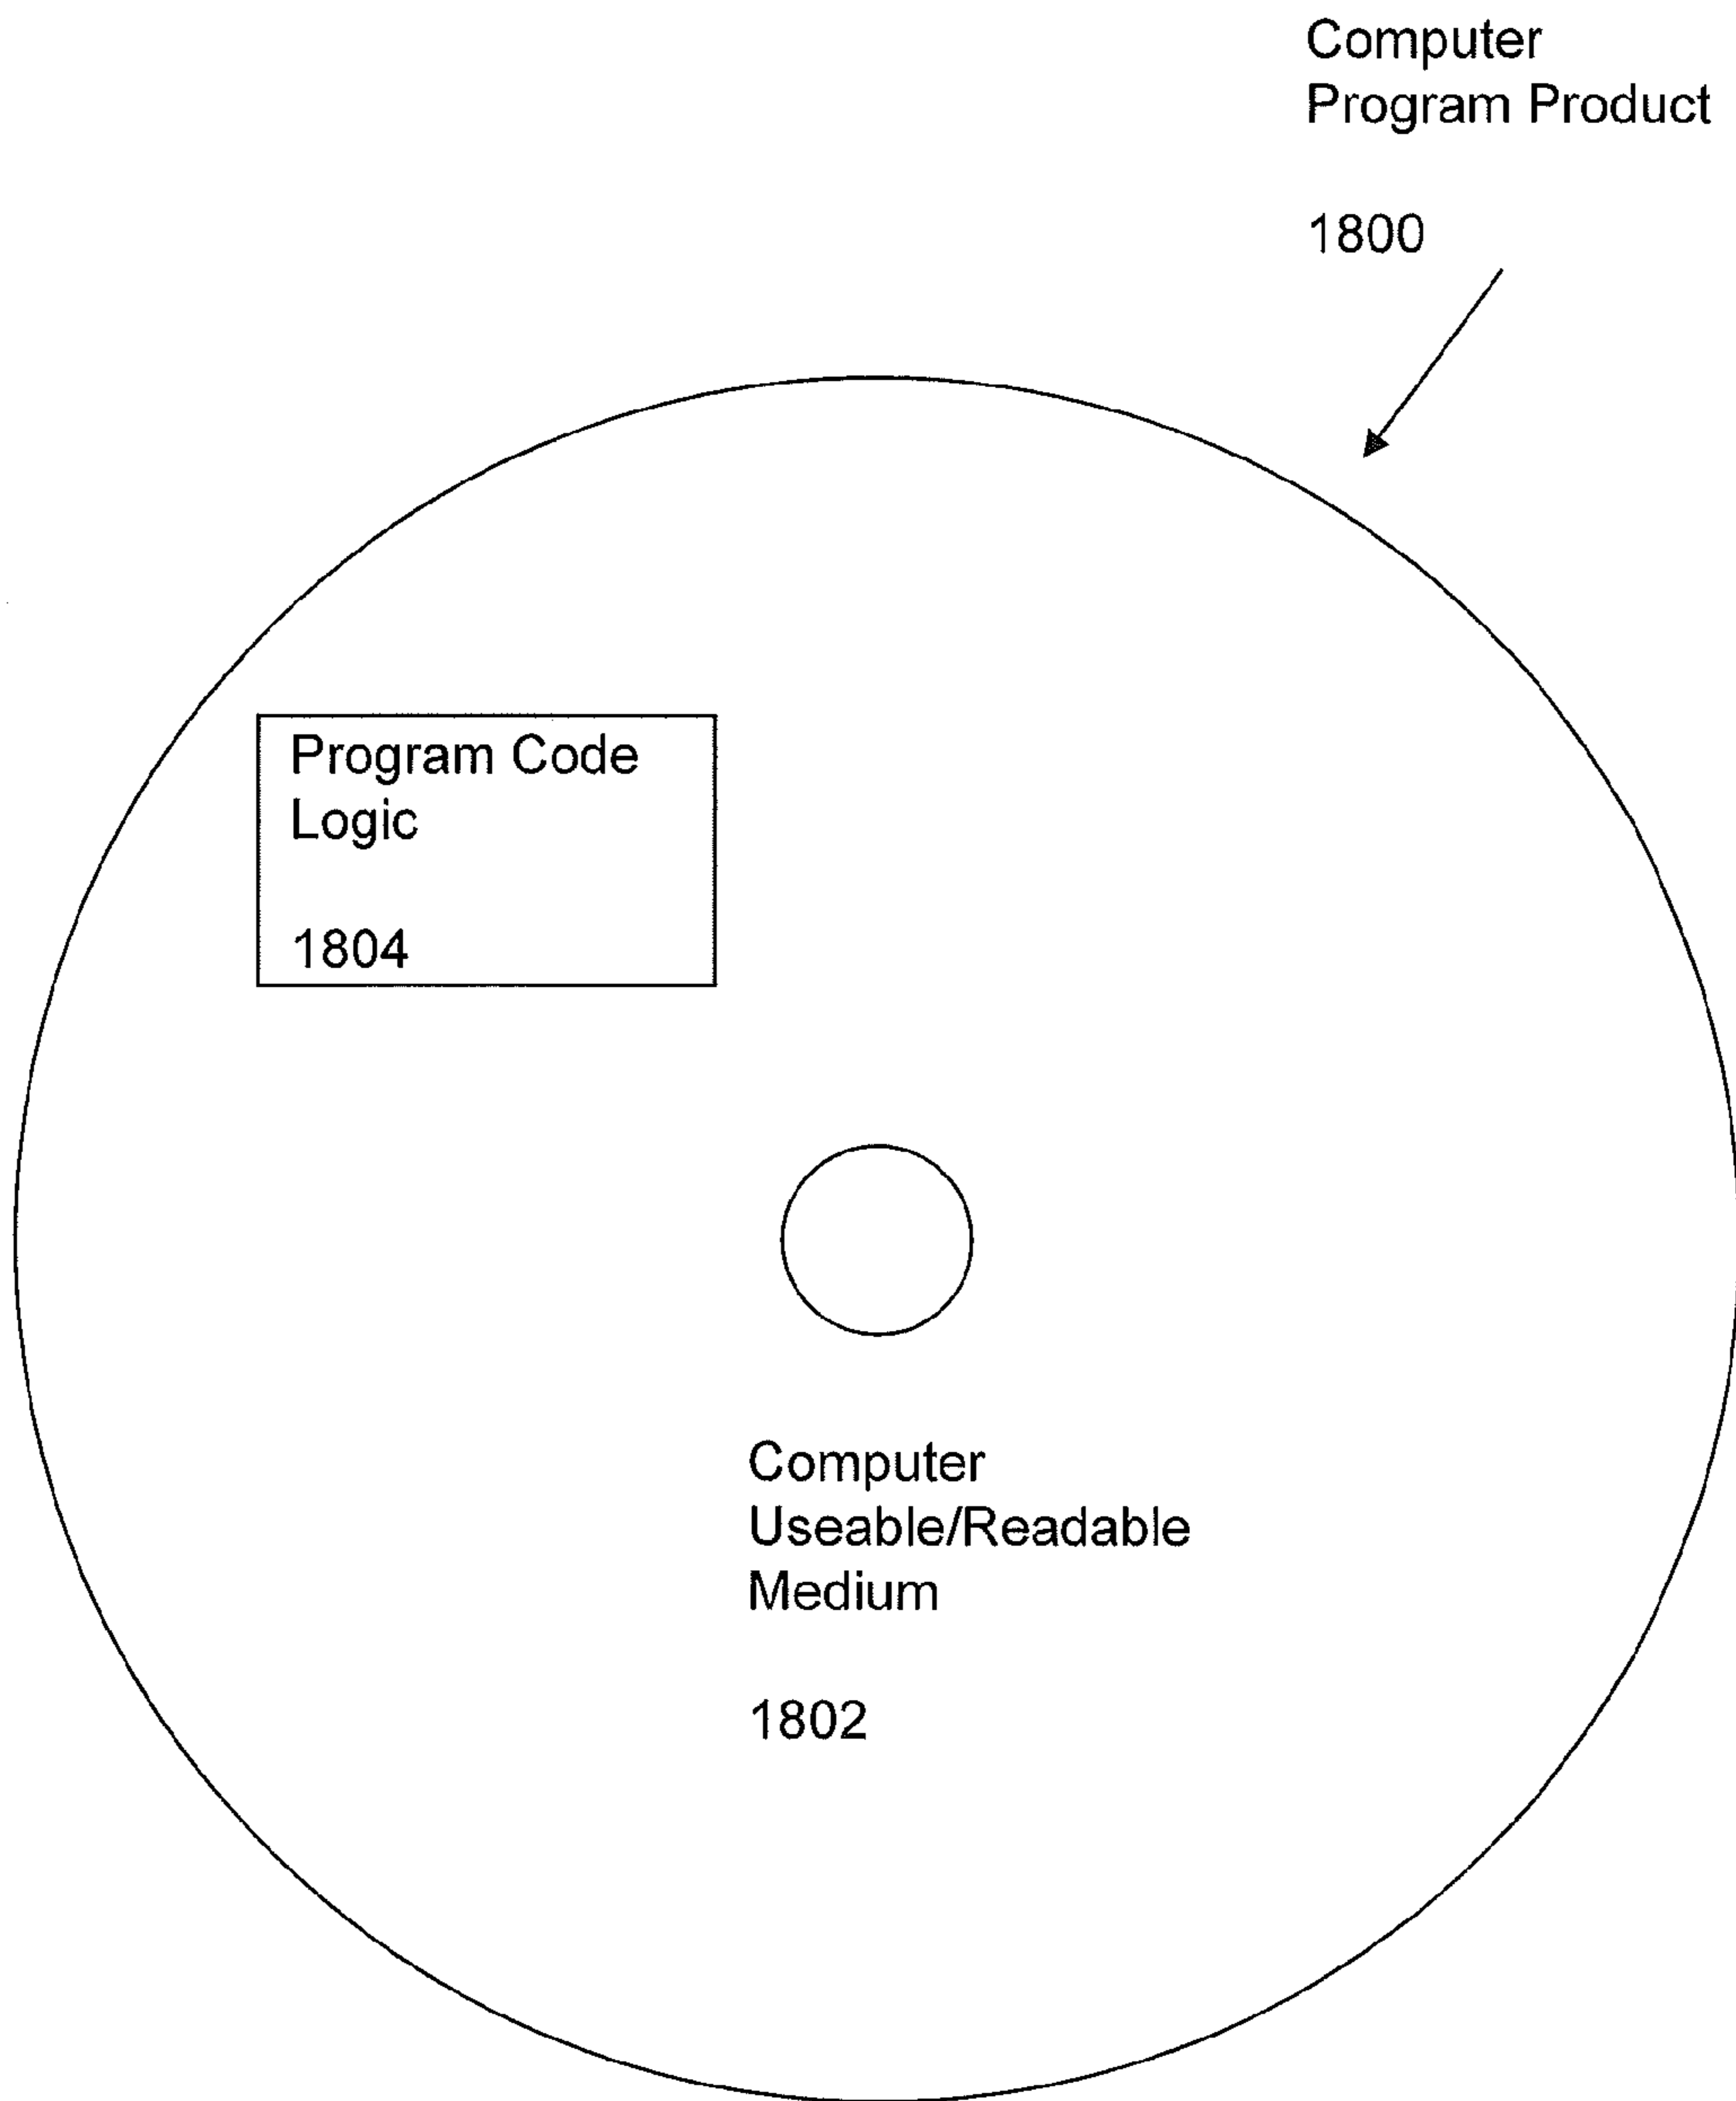 Computer
Program Product
1800
Program Code
Logic
1804
Computer
Useable/Readable
Medium
1802